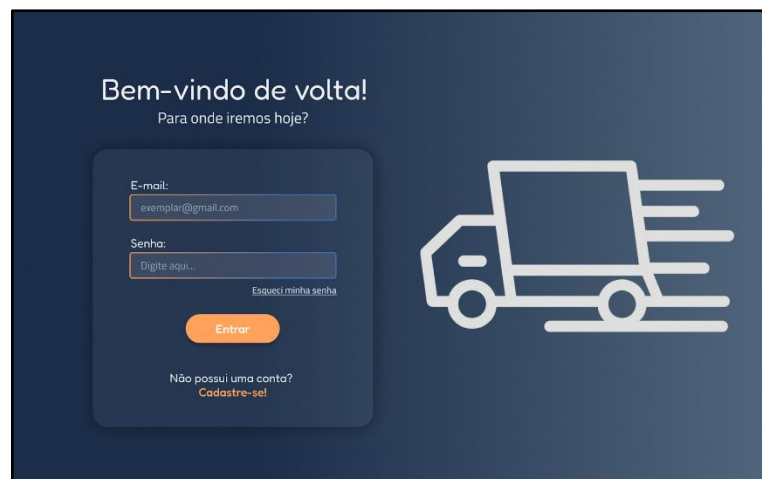 Bem-vindo de volta!
Para onde iremos hoje?
E-mail:
exemplar@gmail.com
Senha:
Digite aqui...
Esqueci minha senha
Entrar
Não possui uma conta?
Cadastre-se!